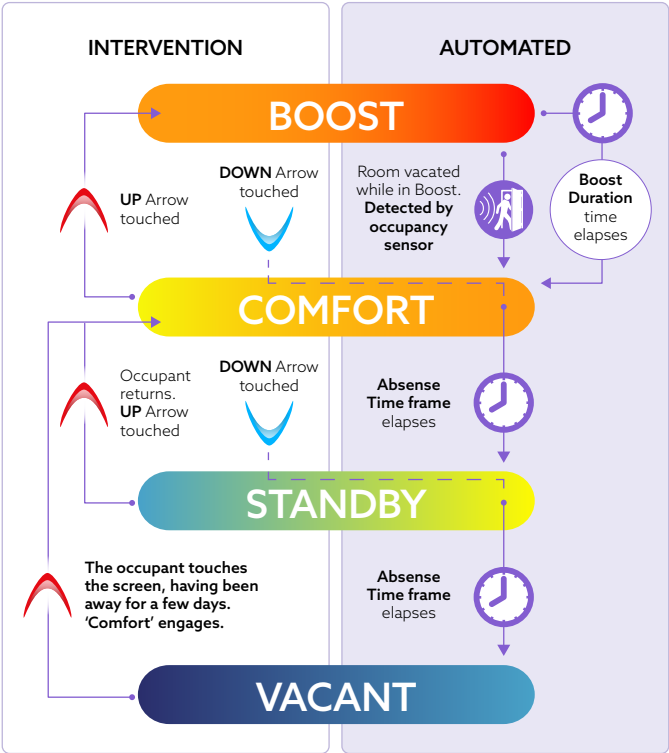 INTERVENTION
AUTOMATED
BOOST
UP Arrow
touched
DOWN Arrow
touched
Room vacated
while in Boost.
Detected by
occupancy
sensor
Boost
Duration
time
elapses
COMFORT
Occupant
returns.
UP Arrow
touched
DOWN Arrow
touched
Absense
Time frame
elapses
STANDBY
The occupant touches
the screen, having been
away for a few days.
‘Comfort’ engages.
Absense
Time frame
elapses
VACANT